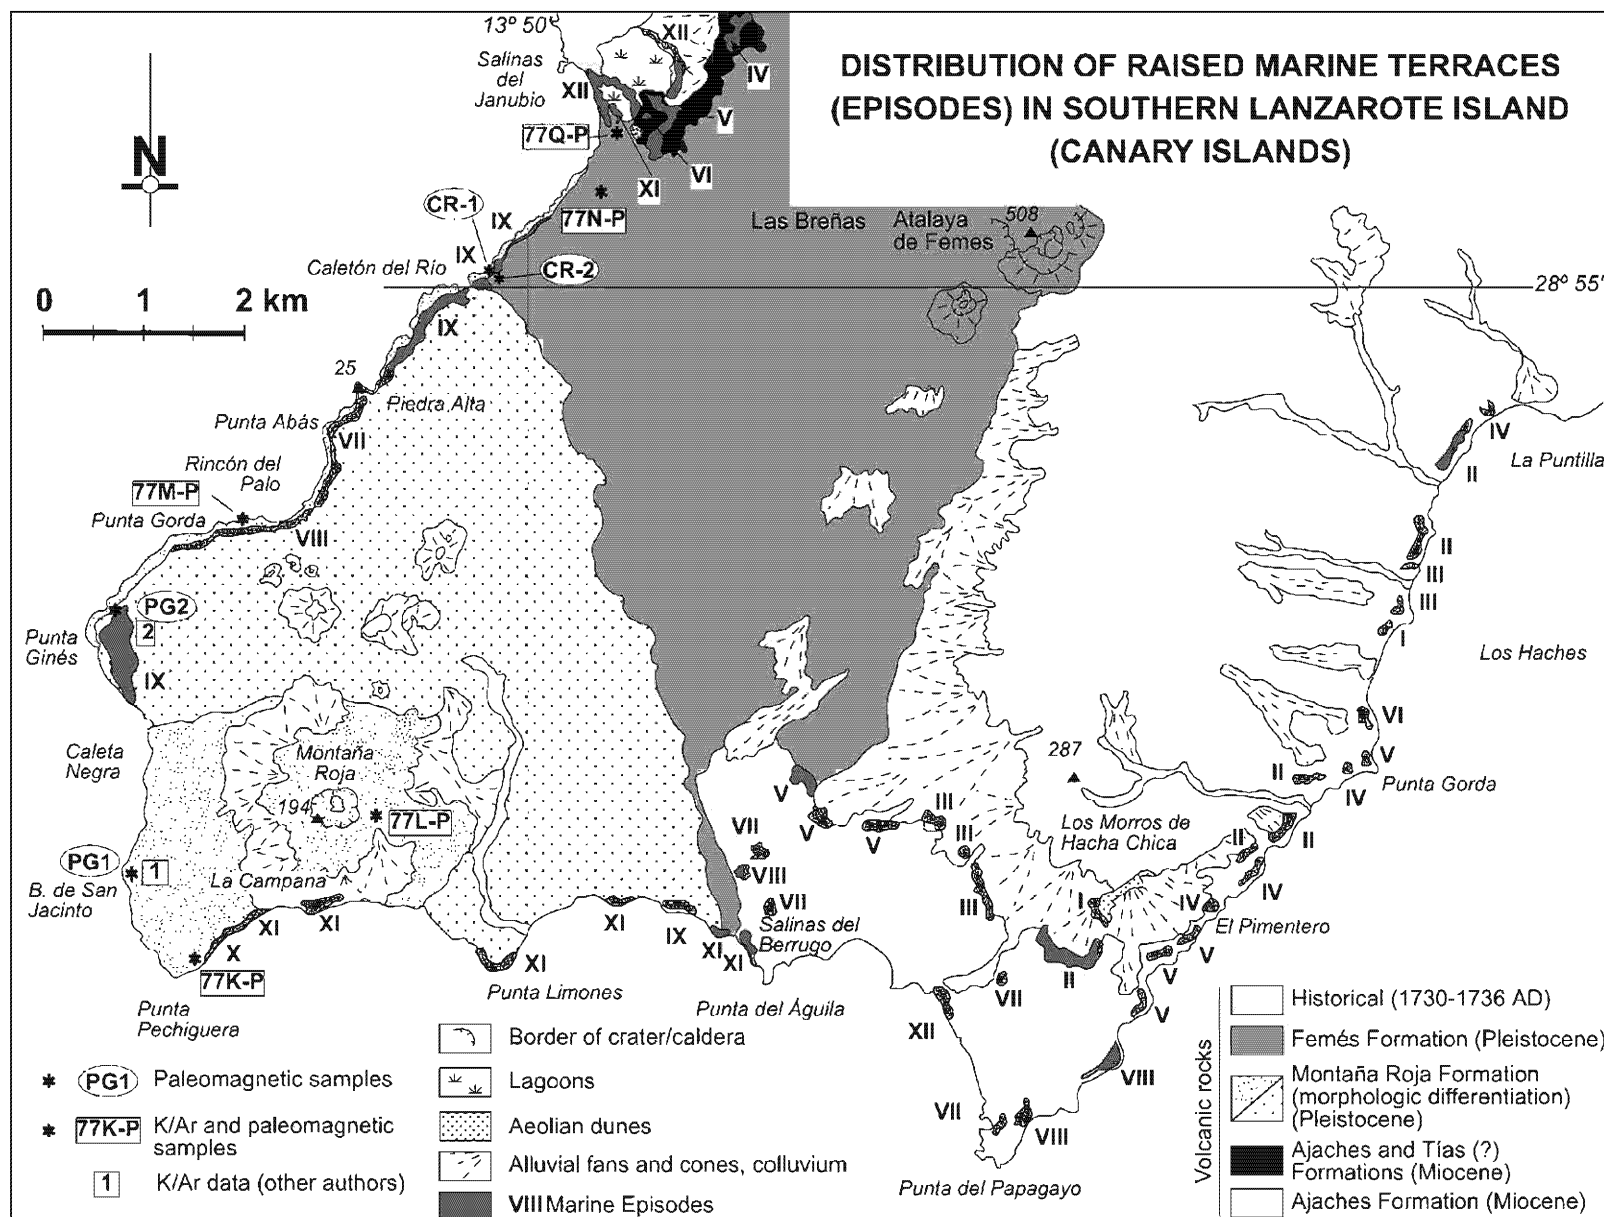 13º 50
DISTRIBUTION OF RAISED MARINE TERRACES
(EPISODES) IN SOUTHERN LANZAROTE ISLAND
(CANARY ISLANDS)
N
Salinas
del
Janubio
XII
XII
IV
V
VI
XI
77Q-P
77N-P
CR-1
IX
IX
CR-2
Caletón del Río
Las Breñas
Atalaya
de Femes
508
28º 55'
0 1 2 km
IX
25
Piedra Alta
Punta Abás
VII
Rincón del
Palo
77M-P
Punta Gorda
VIII
PG2
2
Punta
Ginés
IX
IV
La Puntilla
II
II
III
III
I
Los Haches
VI
V
IV
II
Punta Gorda
Caleta
Negra
Montaña
Roja
194
77L-P
287
Los Morros de
Hacha Chica
V
V
V
III
III
III
VII
VIII
VII
II
II
IV
I
IV
El Pimentero
V
V
V
II
PG1
1
B. de San
Jacinto
La Campana
XI
XI
X
77K-P
Punta
Pechiguera
XI
Punta Limones
XI
IX
XI
XI
Salinas del
Berrugo
Punta del Águila
VII
XII
VIII
VII
VIII
Punta del Papagayo
PG1 Paleomagnetic samples
77K-P K/Ar and paleomagnetic
samples
1 K/Ar data (other authors)
Border of crater/caldera
Lagoons
Aeolian dunes
Alluvial fans and cones, colluvium
VIII Marine Episodes
Volcanic rocks
Historical (1730-1736 AD)
Femés Formation (Pleistocene)
Montaña Roja Formation
(morphologic differentiation)
(Pleistocene)
Ajaches and Tías (?)
Formations (Miocene)
Ajaches Formation (Miocene)